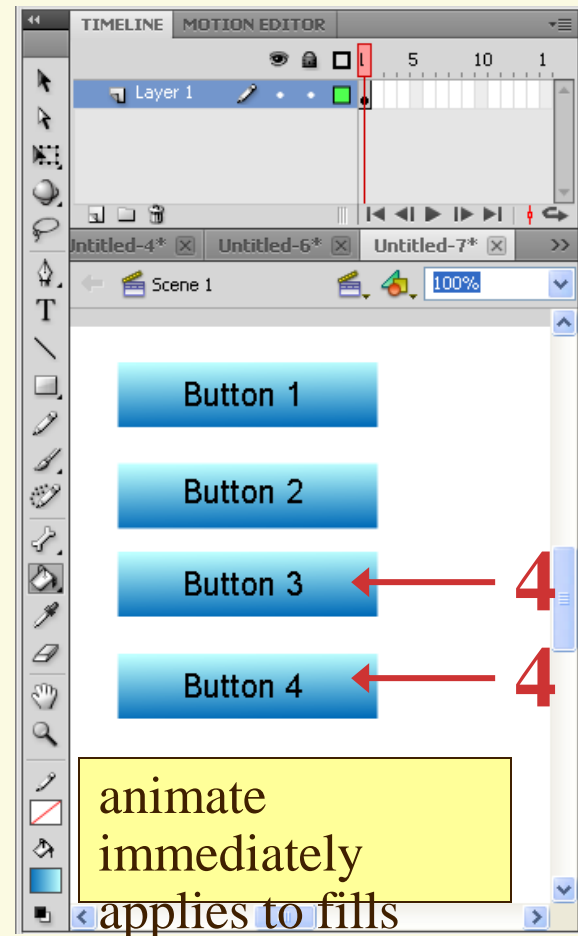 TIMELINE MOTION EDITOR
1 5 10 1
Layer 1
Untitled-4* Untitled-6* Untitled-7* >>
Scene 1 100%
T
Button 1
Button 2
Button 3 4
Button 4 4
animate
immediately
applies to fills